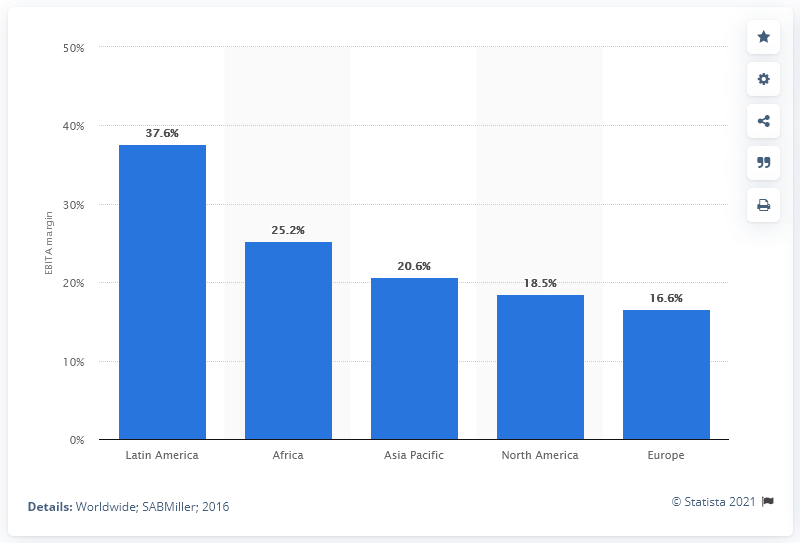 50%
40%
30%
20%
10%
0%
EBITA margin
37.6%
25.2%
20.6%
18.5%
16.6%
Latin America
Africa
Asia Pacific
North America
Europe
Details: Worldwide; SABMiller; 2016
© Statista 2021